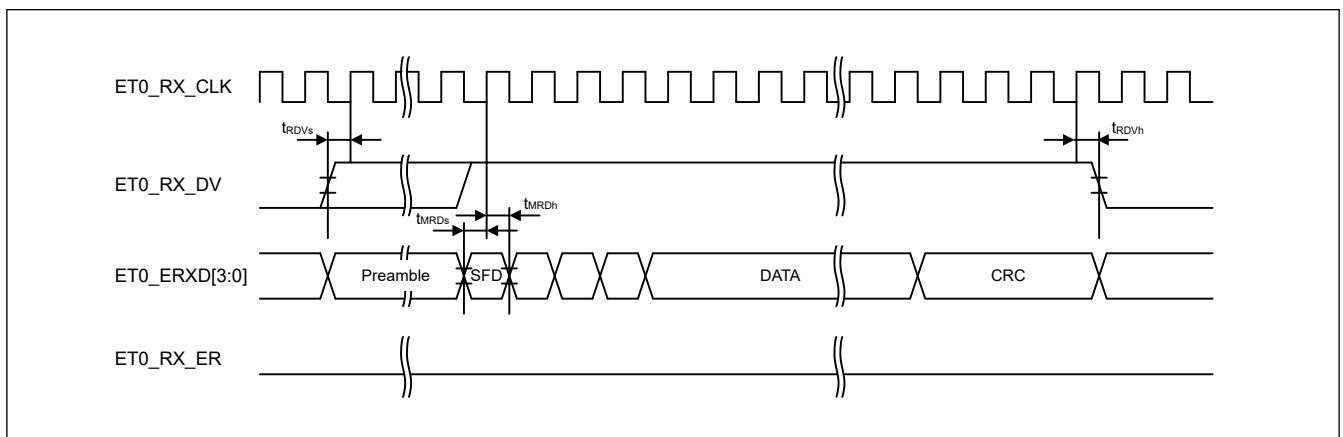 ET0_RX_CLK
tRDVs
tRDVh
ET0_RX_DV
tMRDs
tMRDh
ET0_ERXD[3:0]
Preamble
SFD
DATA
CRC
ET0_RX_ER